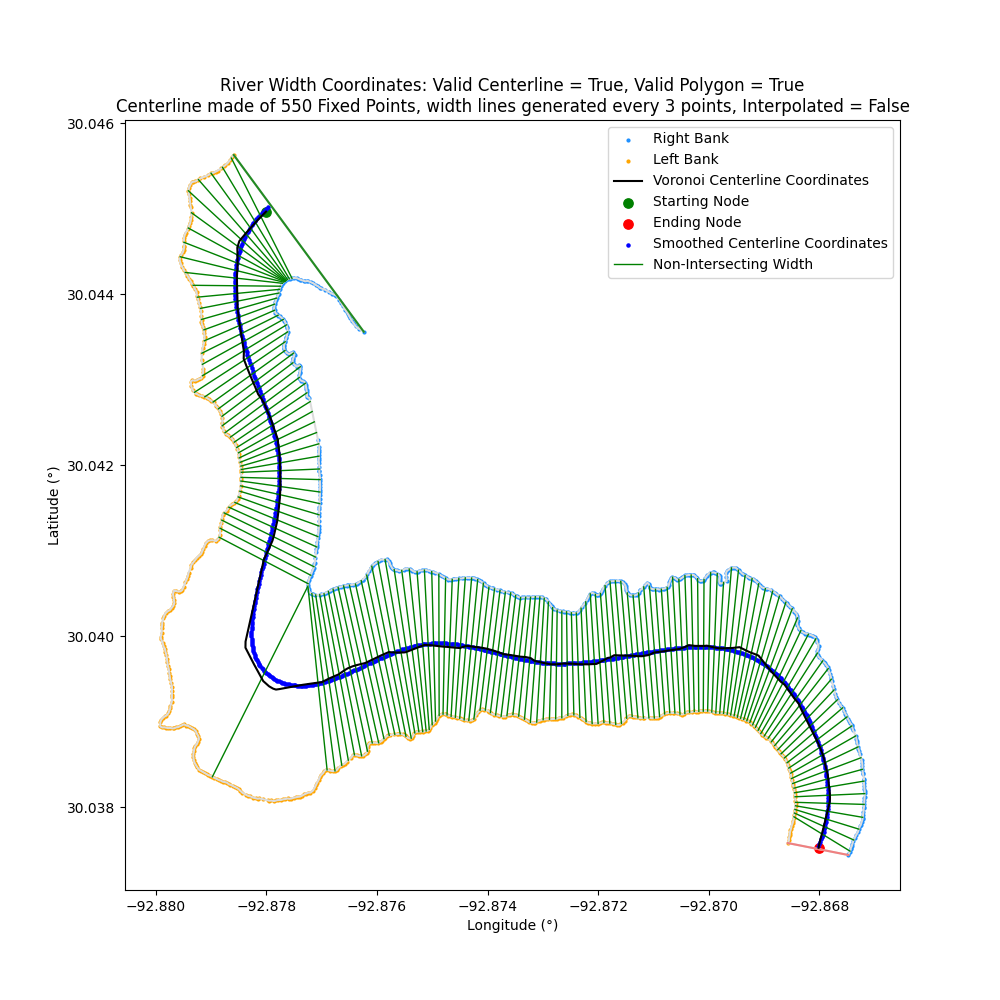 River Width Coordinates: Valid Centerline = True, Valid Polygon = True
Centerline made of 550 Fixed Points, width lines generated every 3 points, Interpolated = False
Right Bank
Left Bank
Voronoi Centerline Coordinates
Starting Node
Ending Node
Smoothed Centerline Coordinates
Non-Intersecting Width
30.046
30.044
30.042
30.040
30.038
Latitude (°)
−92.880
−92.878
−92.876
−92.874
−92.872
−92.870
−92.868
Longitude (°)